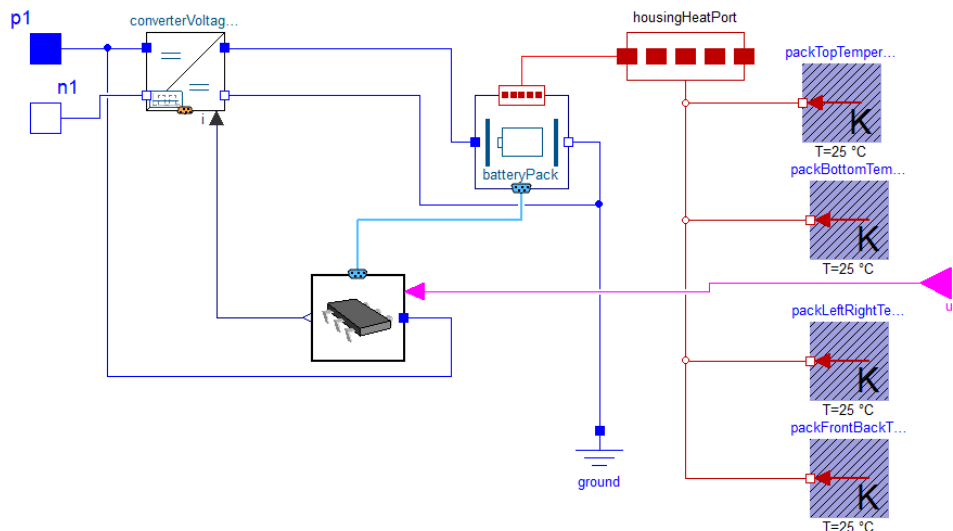 p1
converterVoltag...
housingHeatPort
packTopTemper...
n1
K
i
T=25 °C
packBottomTem...
batteryPack
K
T=25 °C
u
packLeftRightTe...
K
T=25 °C
packFrontBackT...
K
ground
T=25 °C